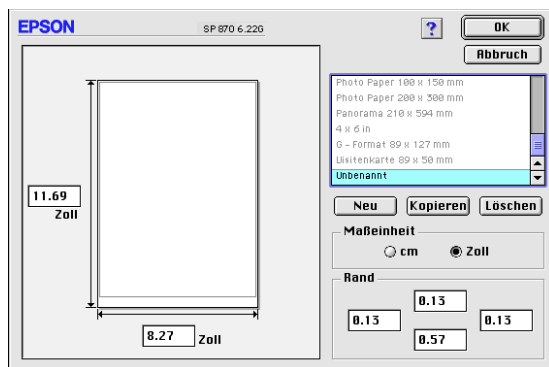 EPSON SP 870 6.22G ? OK
Abbruch
Photo Paper 100 x 150 mm
Photo Paper 200 x 300 mm
Panorama 210 x 594 mm
4 x 6 in
G - Format 89 x 127 mm
Visitenkarte 89 x 50 mm
Unbenannt
11.69
Zoll
8.27 Zoll
Neu Kopieren Löschen
Maßeinheit
cm Zoll
Rand
0.13
0.13 0.13
0.57